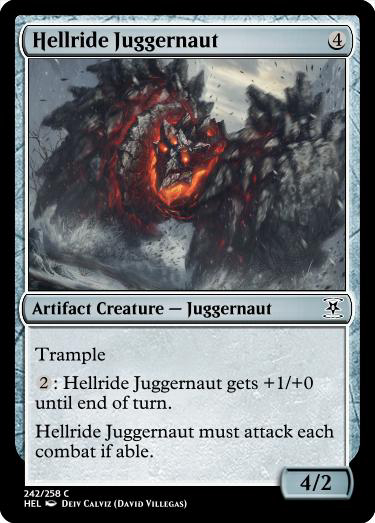 Hellride Juggernaut 4
Artifact Creature — Juggernaut
Trample
2: Hellride Juggernaut gets +1/+0
until end of turn.
Hellride Juggernaut must attack each
combat if able.
4/2
242/258 C
HEL Deiv Calviz (David Villegas)